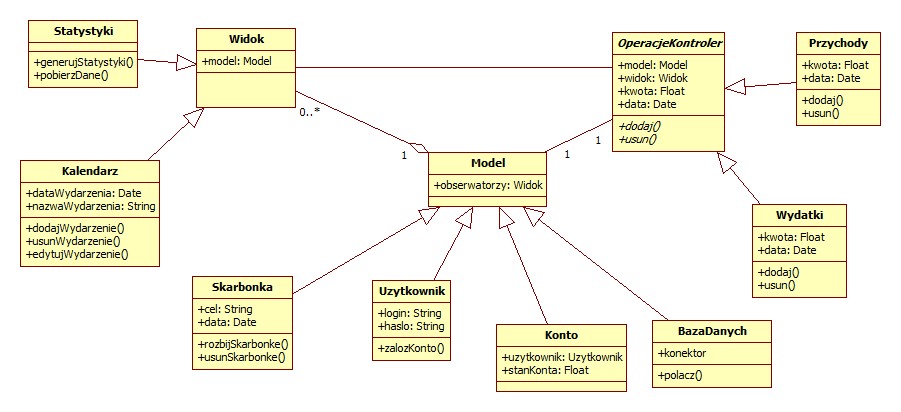 Statystyki
+generujStatystyki()
+pobierzDane()
Widok
+model: Model
OperacjeKontroler
+model: Model
+widok: Widok
+kwota: Float
+data: Date
+dodaj()
+usun()
Przychody
+kwota: Float
+data: Date
+dodaj()
+usun()
0..*
1
1
1
Kalendarz
+dataWydarzenia: Date
+nazwaWydarzenia: String
+dodajWydarzenie()
+usunWydarzenie()
+edytujWydarzenie()
Model
+obserwatorzy: Widok
Wydatki
+kwota: Float
+data: Date
+dodaj()
+usun()
Skarbonka
+cel: String
+data: Date
+rozbijSkarbonke()
+usunSkarbonke()
Uzytkownik
+login: String
+haslo: String
+zalozKonto()
Konto
+uzytkownik: Uzytkownik
+stanKonta: Float
BazaDanych
+konektor
+polacz()